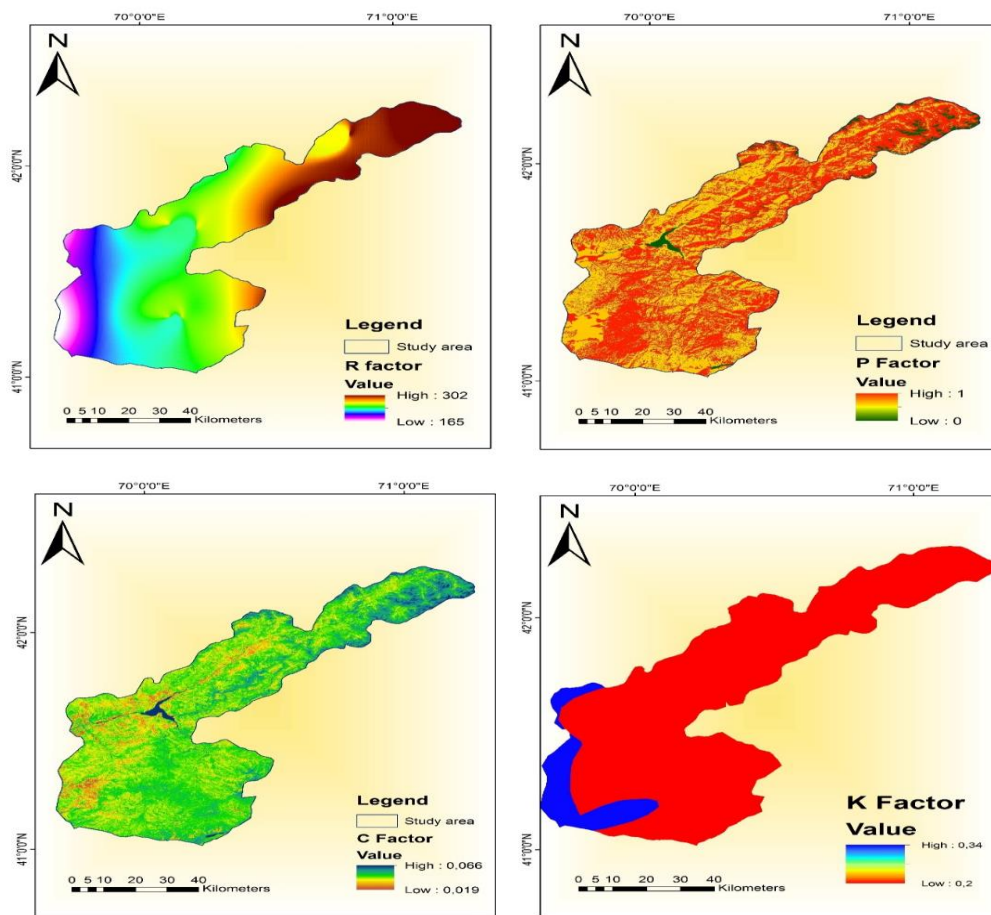 70°0'0"E 71°0'0"E
N
42°0'0"N
41°0'0"N
Legend
Study area
R factor
Value
High : 302
Low : 165
0 5 10 20 30 40
Kilometers
70°0'0"E 71°0'0"E
N
42°0'0"N
41°0'0"N
Legend
Study area
P Factor
Value
High : 1
Low : 0
0 5 10 20 30 40
Kilometers
70°0'0"E 71°0'0"E
N
42°0'0"N
41°0'0"N
Legend
Study area
C Factor
Value
High : 0,066
Low : 0,019
0 5 10 20 30 40
Kilometers
70°0'0"E 71°0'0"E
N
42°0'0"N
41°0'0"N
K Factor
Value
High : 0,34
Low : 0,2
0 5 10 20 30 40
Kilometers